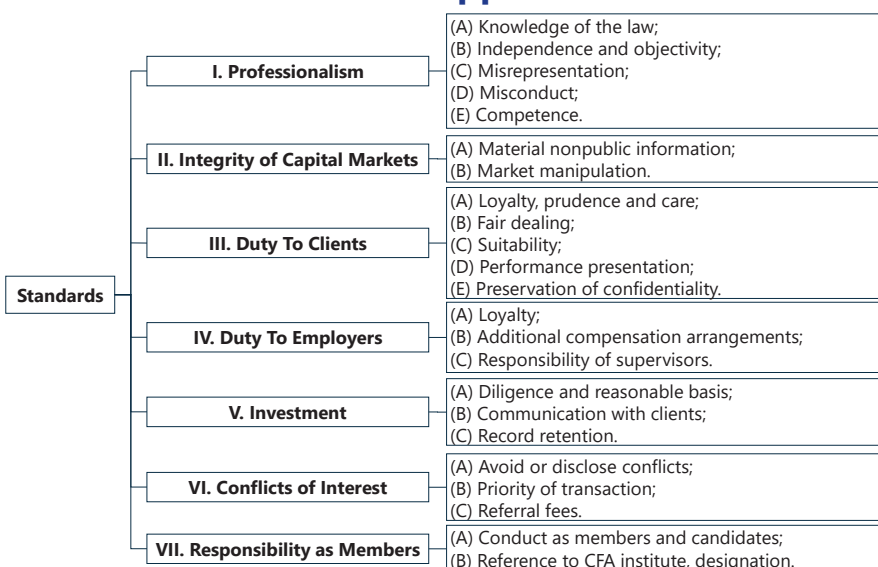 Standards
I. Professionalism
(A) Knowledge of the law;
(B) Independence and objectivity;
(C) Misrepresentation;
(D) Misconduct;
(E) Competence.
II. Integrity of Capital Markets
(A) Material nonpublic information;
(B) Market manipulation.
III. Duty To Clients
(A) Loyalty, prudence and care;
(B) Fair dealing;
(C) Suitability;
(D) Performance presentation;
(E) Preservation of confidentiality.
IV. Duty To Employers
(A) Loyalty;
(B) Additional compensation arrangements;
(C) Responsibility of supervisors.
V. Investment
(A) Diligence and reasonable basis;
(B) Communication with clients;
(C) Record retention.
VI. Conflicts of Interest
(A) Avoid or disclose conflicts;
(B) Priority of transaction;
(C) Referral fees.
VII. Responsibility as Members
(A) Conduct as members and candidates;
(B) Reference to CFA institute, designation.